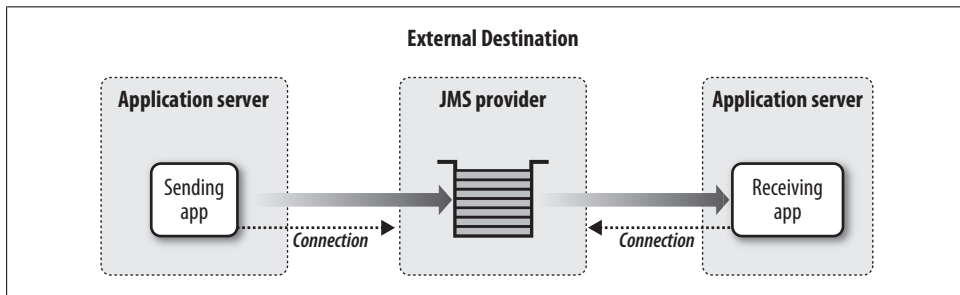 External Destination
Application server
JMS provider
Application server
Sending
app
Receiving
app
Connection
Connection